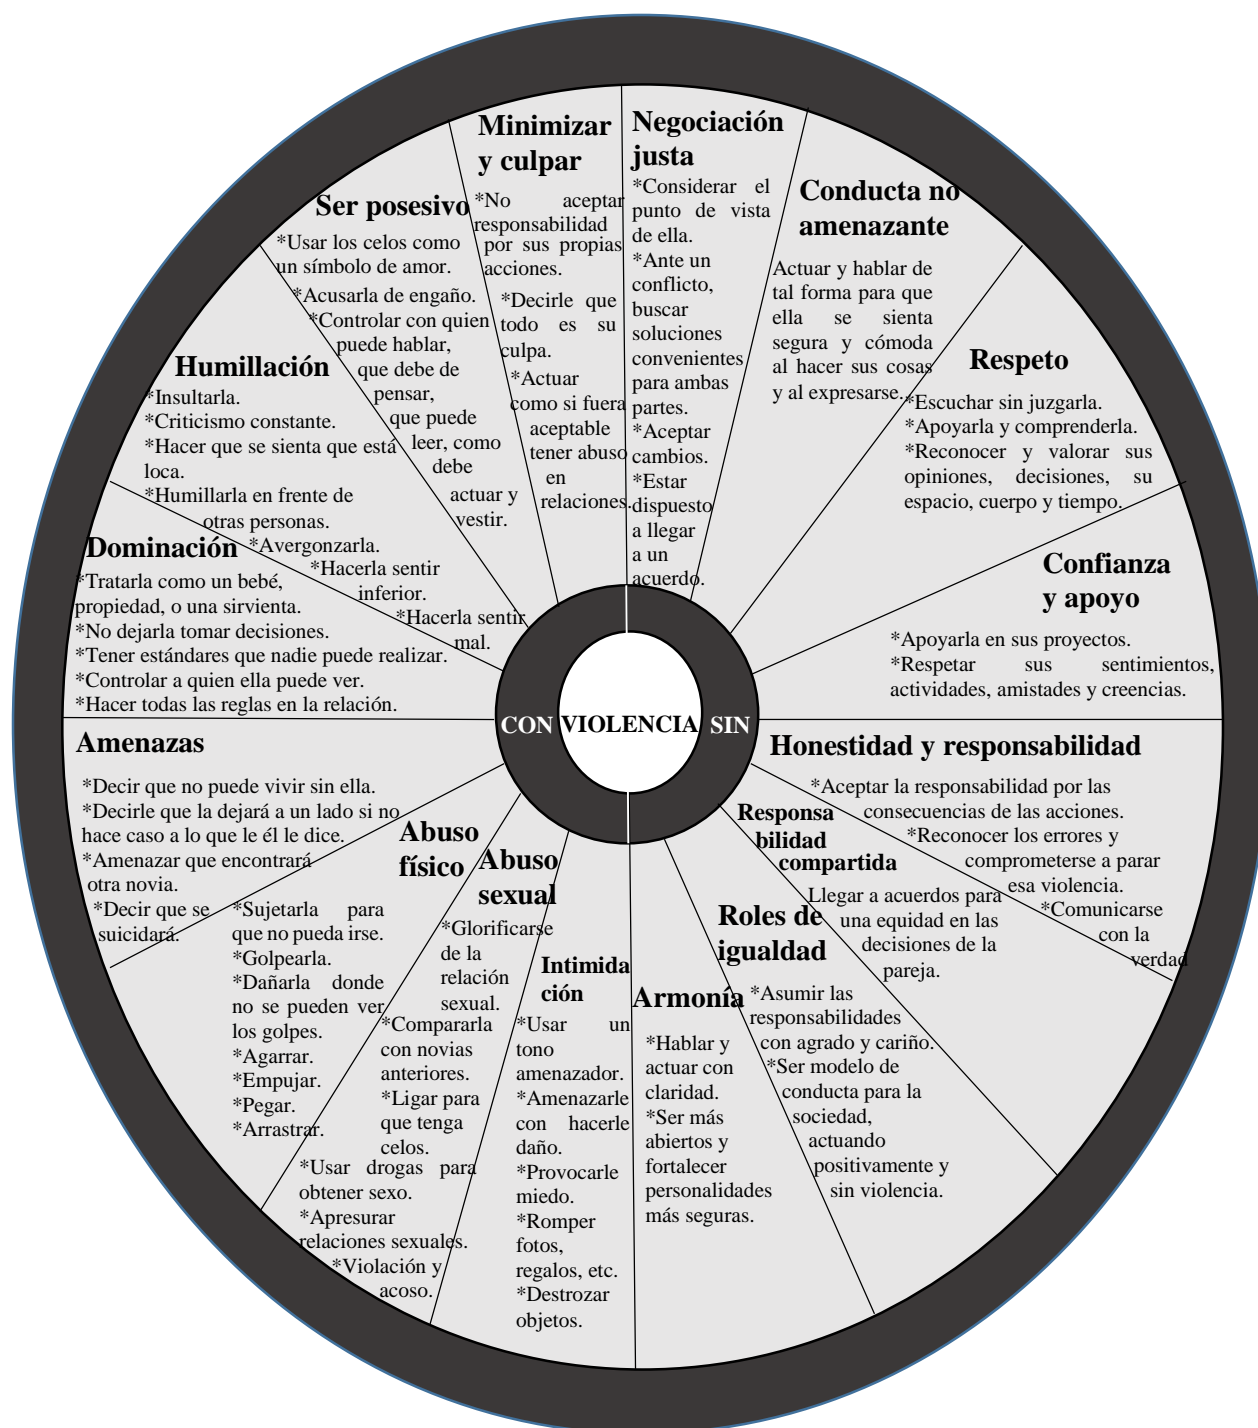 Minimizar
y culpar
*No aceptar
responsabilidad
por sus propias
acciones.
*Decirle que
todo es su
culpa.
*Actuar
como si fuera
aceptable
tener abuso
en
relaciones.
Negociación
justa
*Considerar el
punto de vista
de ella.
*Ante un
conflicto,
buscar
soluciones
convenientes
para ambas
partes.
*Aceptar
cambios.
*Estar
dispuesto
a llegar
a un
acuerdo.
Conducta no
amenazante
Actuar y hablar de
tal forma para que
ella se sienta
segura y cómoda
al hacer sus cosas
y al expresarse.
Ser posesivo
*Usar los celos como
un símbolo de amor.
*Acusarla de engaño.
*Controlar con quien
puede hablar,
que debe de
pensar,
que puede
leer, como
debe
actuar y
vestir.
Respeto
*Escuchar sin juzgarla.
*Apoyarla y comprenderla.
*Reconocer y valorar sus
opiniones, decisiones, su
espacio, cuerpo y tiempo.
Humillación
*Insultarla.
*Criticismo constante.
*Hacer que se sienta que está
loca.
*Humillarla en frente de
otras personas.
*Avergonzarla.
*Hacerla sentir
inferior.
*Hacerla sentir
mal.
Confianza
y apoyo
*Apoyarla en sus proyectos.
*Respetar sus sentimientos,
actividades, amistades y creencias.
Dominación
*Tratarla como un bebé,
propiedad, o una sirvienta.
*No dejarla tomar decisiones.
*Tener estándares que nadie puede realizar.
*Controlar a quien ella puede ver.
*Hacer todas las reglas en la relación.
CON VIOLENCIA SIN
Amenazas
*Decir que no puede vivir sin ella.
*Decirle que la dejará a un lado si no
hace caso a lo que le él le dice.
*Amenazar que encontrará
otra novia.
*Decir que se
suicidará.
Honestidad y responsabilidad
*Aceptar la responsabilidad por las
consecuencias de las acciones.
*Reconocer los errores y
comprometerse a parar
esa violencia.
*Comunicarse
con la
verdad
Abuso
físico
*Sujetarla para
que no pueda irse.
*Golpearla.
*Dañarla donde
no se pueden ver
los golpes.
*Agarrar.
*Empujar.
*Pegar.
*Arrastrar.
Abuso
sexual
*Glorificarse
de la
relación
sexual.
*Compararla
con novias
anteriores.
*Ligar para
que tenga
celos.
*Usar drogas para
obtener sexo.
*Apresurar
relaciones sexuales.
*Violación y
acoso.
Intimida
ción
*Usar un
tono
amenazador.
*Amenazarle
con hacerle
daño.
*Provocarle
miedo.
*Romper
fotos,
regalos, etc.
*Destrozar
objetos.
Armonía
*Hablar y
actuar con
claridad.
*Ser más
abiertos y
fortalecer
personalidades
más seguras.
Roles de
igualdad
*Asumir las
responsabilidades
con agrado y cariño.
*Ser modelo de
conducta para la
sociedad,
actuando
positivamente y
sin violencia.
Responsa
bilidad
compartida
Llegar a acuerdos para
una equidad en las
decisiones de la
pareja.